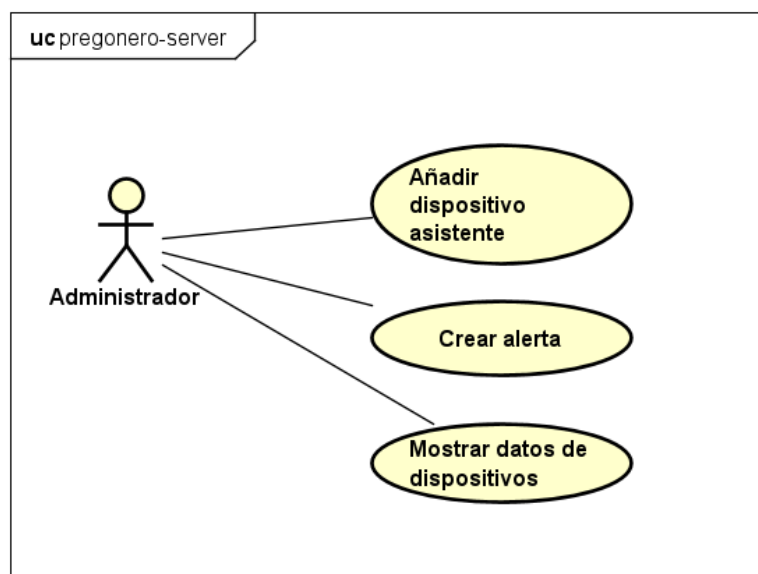 uc pregonero-server
Añadir
dispositivo
asistente
Administrador
Crear alerta
Mostrar datos de
dispositivos